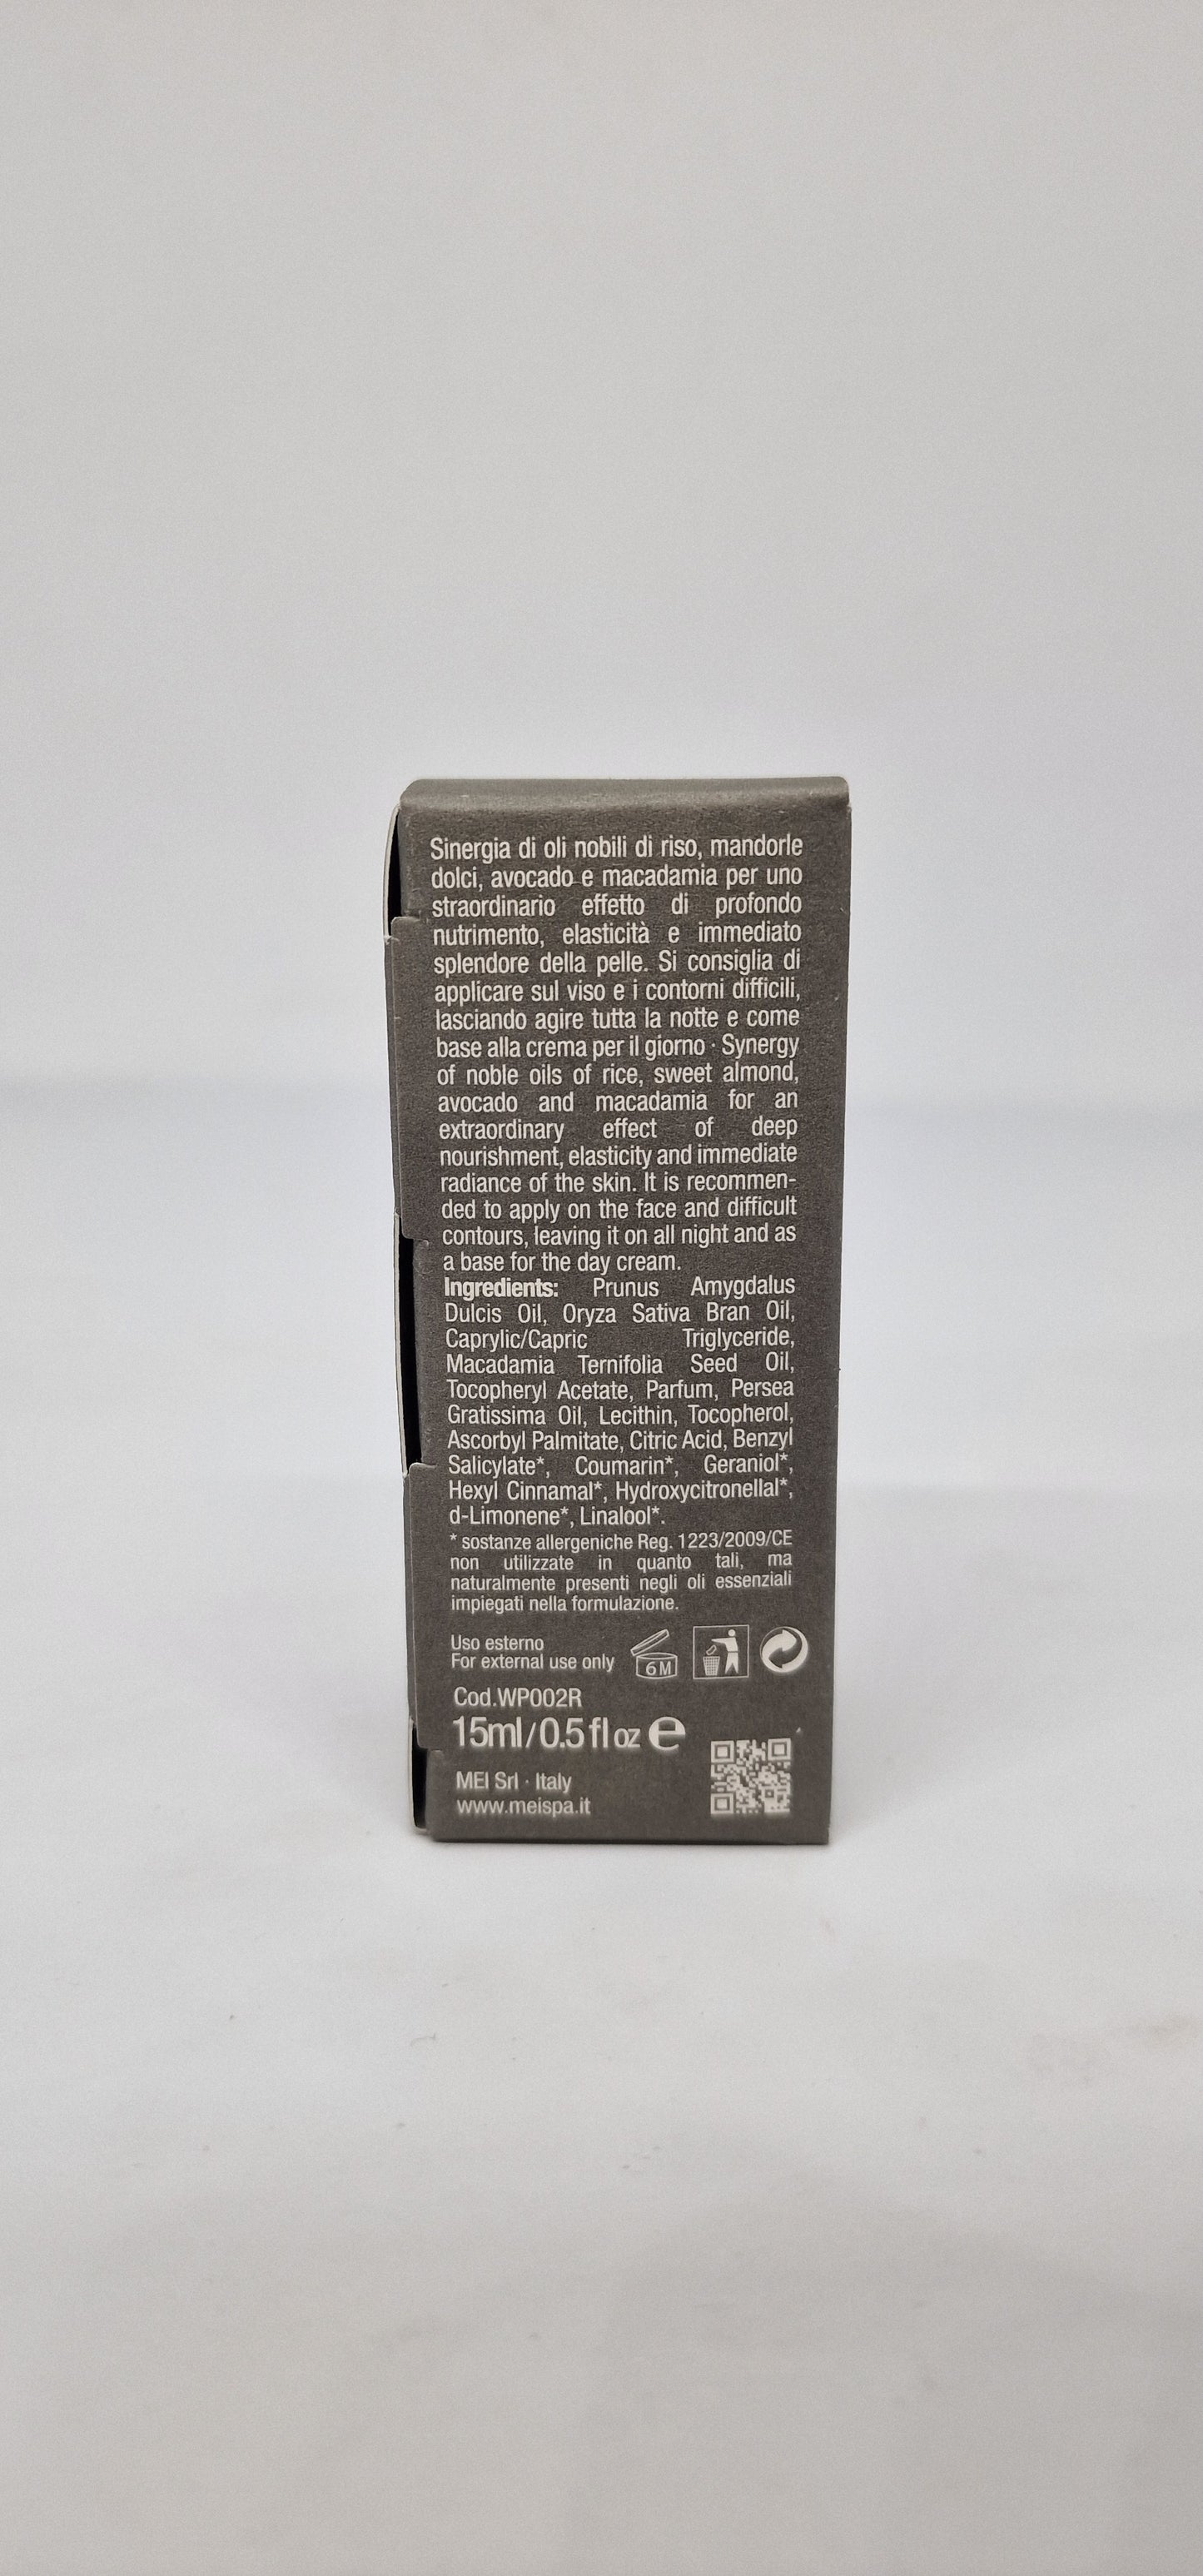 Sinergia di oli nobili di riso, mandorle
dolci, avocado e macadamia per uno
straordinario effetto di profondo
nutrimento, elasticità e immediato
splendore della pelle. Si consiglia di
applicare sul viso e i contorni difficili,
lasciando agire tutta la notte e come
base alla crema per il giorno · Synergy
of noble oils of rice, sweet almond,
avocado and macadamia for an
extraordinary effect of deep
nourishment, elasticity and immediate
radiance of the skin. It is recommen-
ded to apply on the face and difficult
contours, leaving it on all night and as
a base for the day cream.
Ingredients: Prunus Amygdalus
Dulcis Oil, Oryza Sativa Bran Oil,
Caprylic/Capric Triglyceride,
Macadamia Ternifolia Seed Oil,
Tocopheryl Acetate, Parfum, Persea
Gratissima Oil, Lecithin, Tocopherol,
Ascorbyl Palmitate, Citric Acid, Benzyl
Salicylate*, Coumarin*, Geraniol*,
Hexyl Cinnamal*, Hydroxycitronellal*,
d-Limonene*, Linalool*.
* sostanze allergeniche Reg. 1223/2009/CE
non utilizzate in quanto tali, ma
naturalmente presenti negli oli essenziali
impiegati nella formulazione.
Uso esterno
For external use only
6M
Cod.WP002R
15ml/0.5 fl oz e
MEI Srl · Italy
www.meispa.it